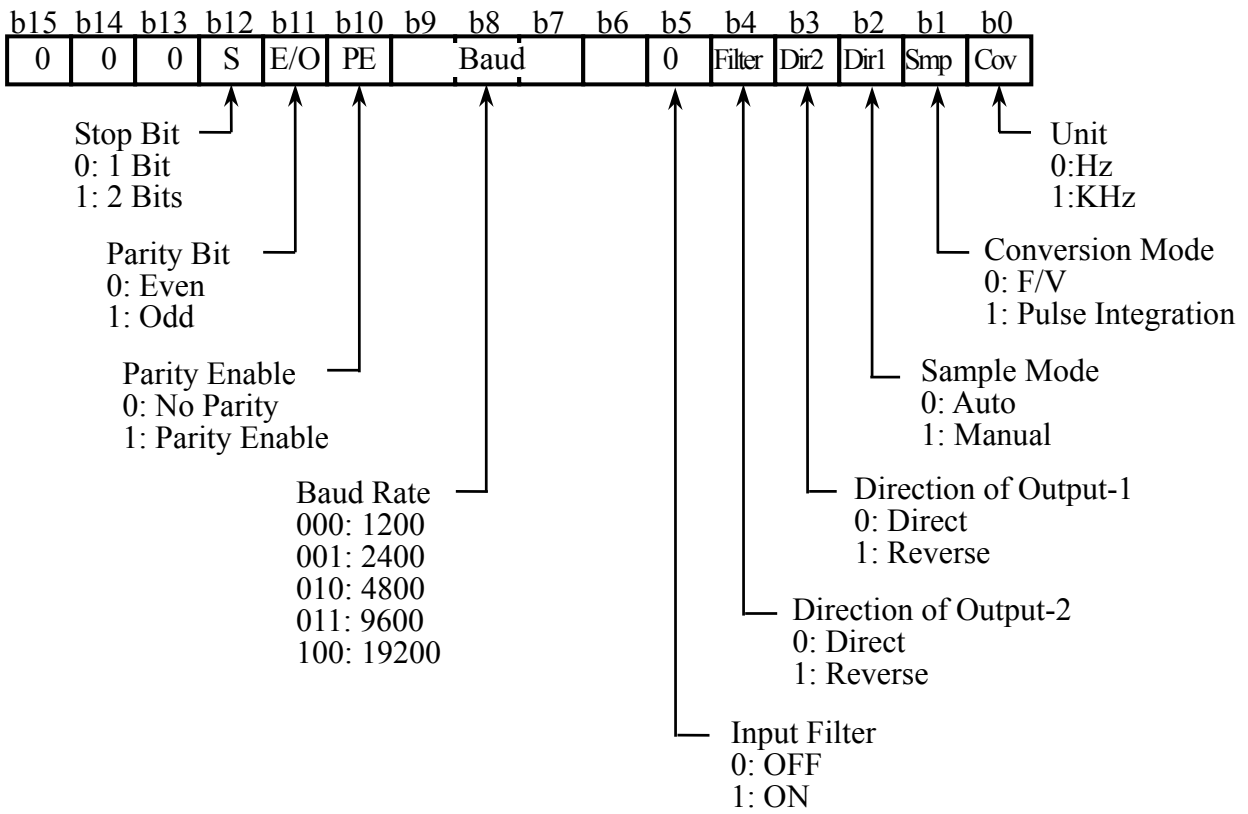 b15 b14 b13 b12 b11 b10 b9 b8 b7 b6 b5 b4 b3 b2 b1 b0
0 0 0 S E/O PE Baud 0 Filter Dir2 Dir1 Smp Cov
Stop Bit
0: 1 Bit
1: 2 Bits
Unit
0:Hz
1:KHz
Parity Bit
0: Even
1: Odd
Conversion Mode
0: F/V
1: Pulse Integration
Parity Enable
0: No Parity
1: Parity Enable
Sample Mode
0: Auto
1: Manual
Baud Rate
000: 1200
001: 2400
010: 4800
011: 9600
100: 19200
Direction of Output-1
0: Direct
1: Reverse
Direction of Output-2
0: Direct
1: Reverse
Input Filter
0: OFF
1: ON